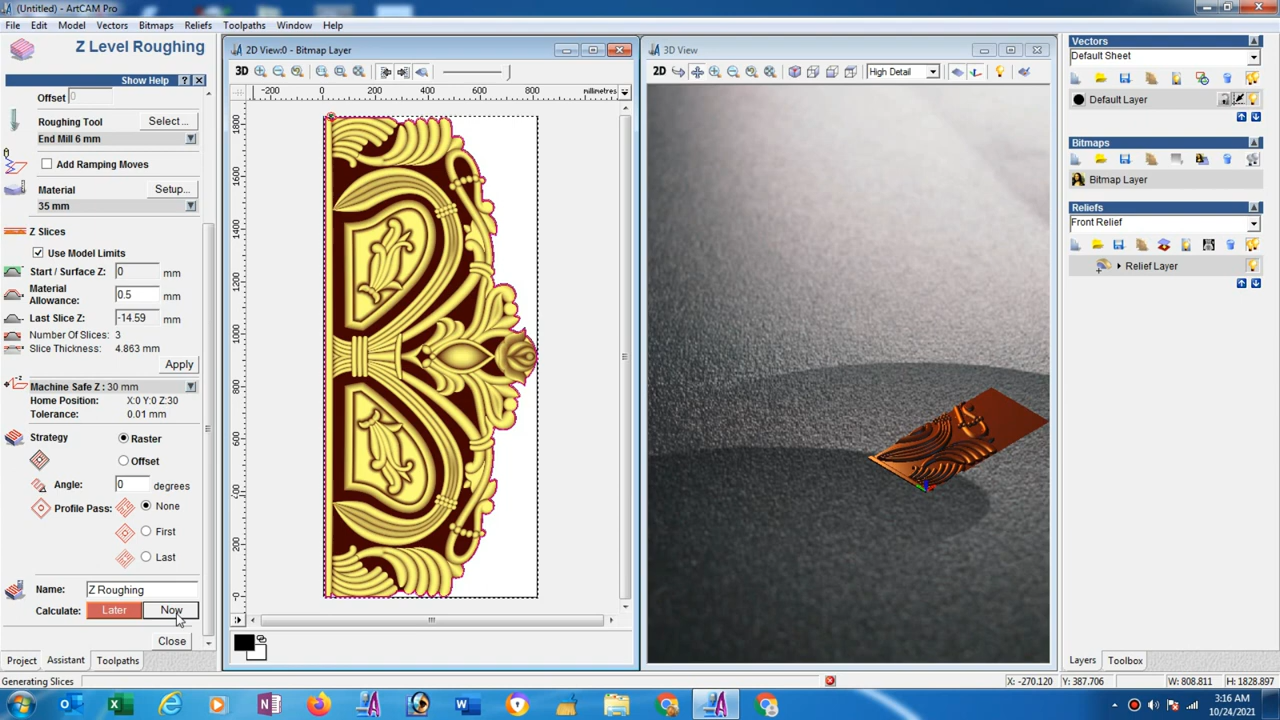 (Untitled) - ArtCAM Pro
File Edit Model Vectors Bitmaps Reliefs Toolpaths Window Help
Z Level Roughing
Show Help ? X
Offset 0
Roughing Tool Select ...
End Mill 6 mm
Add Ramping Moves
Material Setup...
35 mm
Z Slices
Use Model Limits
Start / Surface Z: 0 mm
Material Allowance: 0.5 mm
Last Slice Z: -14.59 mm
Number Of Slices: 3
Slice Thickness: 4.863 mm
Apply
Machine Safe Z : 30 mm
Home Position: X:0 Y:0 Z:30
Tolerance: 0.01 mm
Strategy Raster
Offset
Angle: 0 degrees
Profile Pass: None
First
Last
Name: Z Roughing
Calculate: Later Now
Close
Project Assistant Toolpaths
Generating Slices
2D View:0 - Bitmap Layer
3D
-200 0 200 400 600 800 millimetres
1800
1600
1400
1200
1000
800
600
400
200
-0
3D View
2D High Detail
Vectors
Default Sheet
Default Layer
Bitmaps
Bitmap Layer
Reliefs
Front Relief
Relief Layer
Layers Toolbox
X: -270.120 Y: 387.706 W: 808.811 H: 1828.897
3:16 AM
10/24/2021